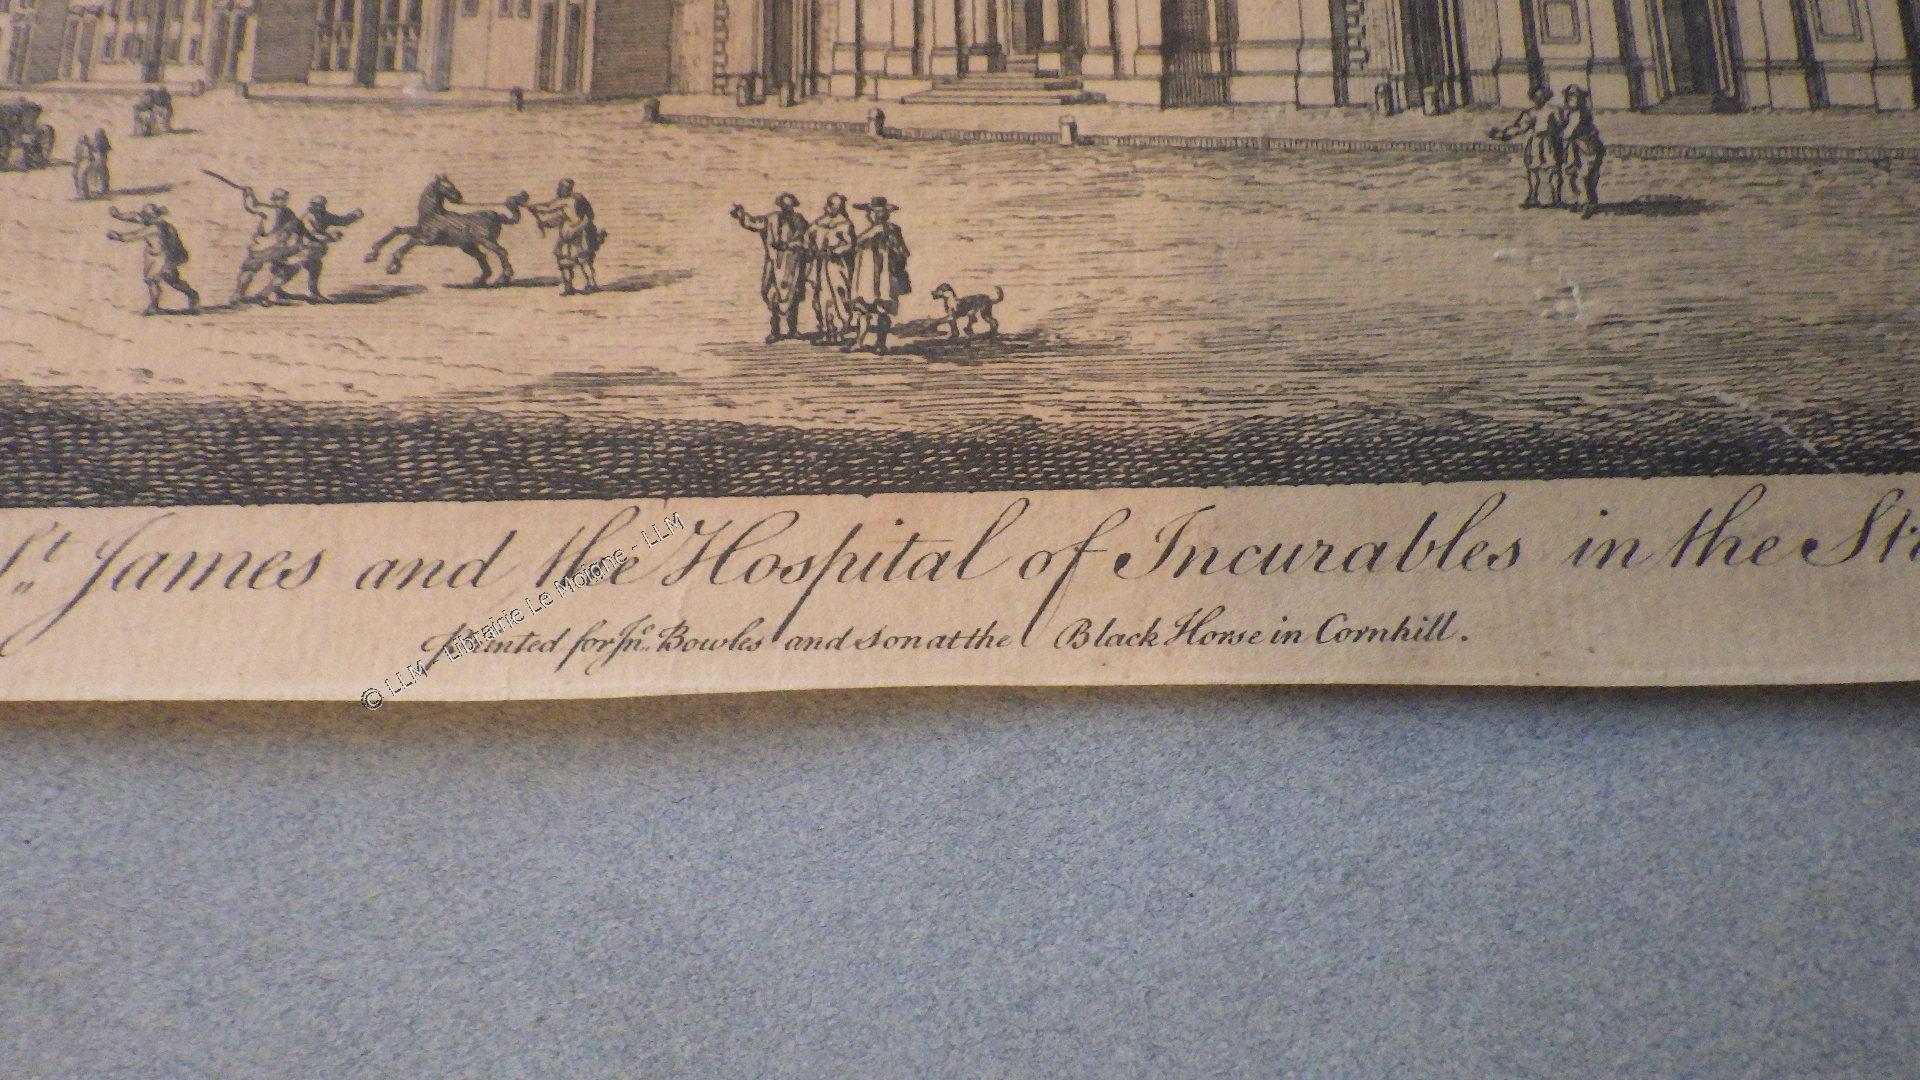 St. James and the Hospital of Incurables in the
Printed for Jno. Bowles and Son at the Black Horse in Cornhill.
© LLM - Librairie Le Moigne - LLM